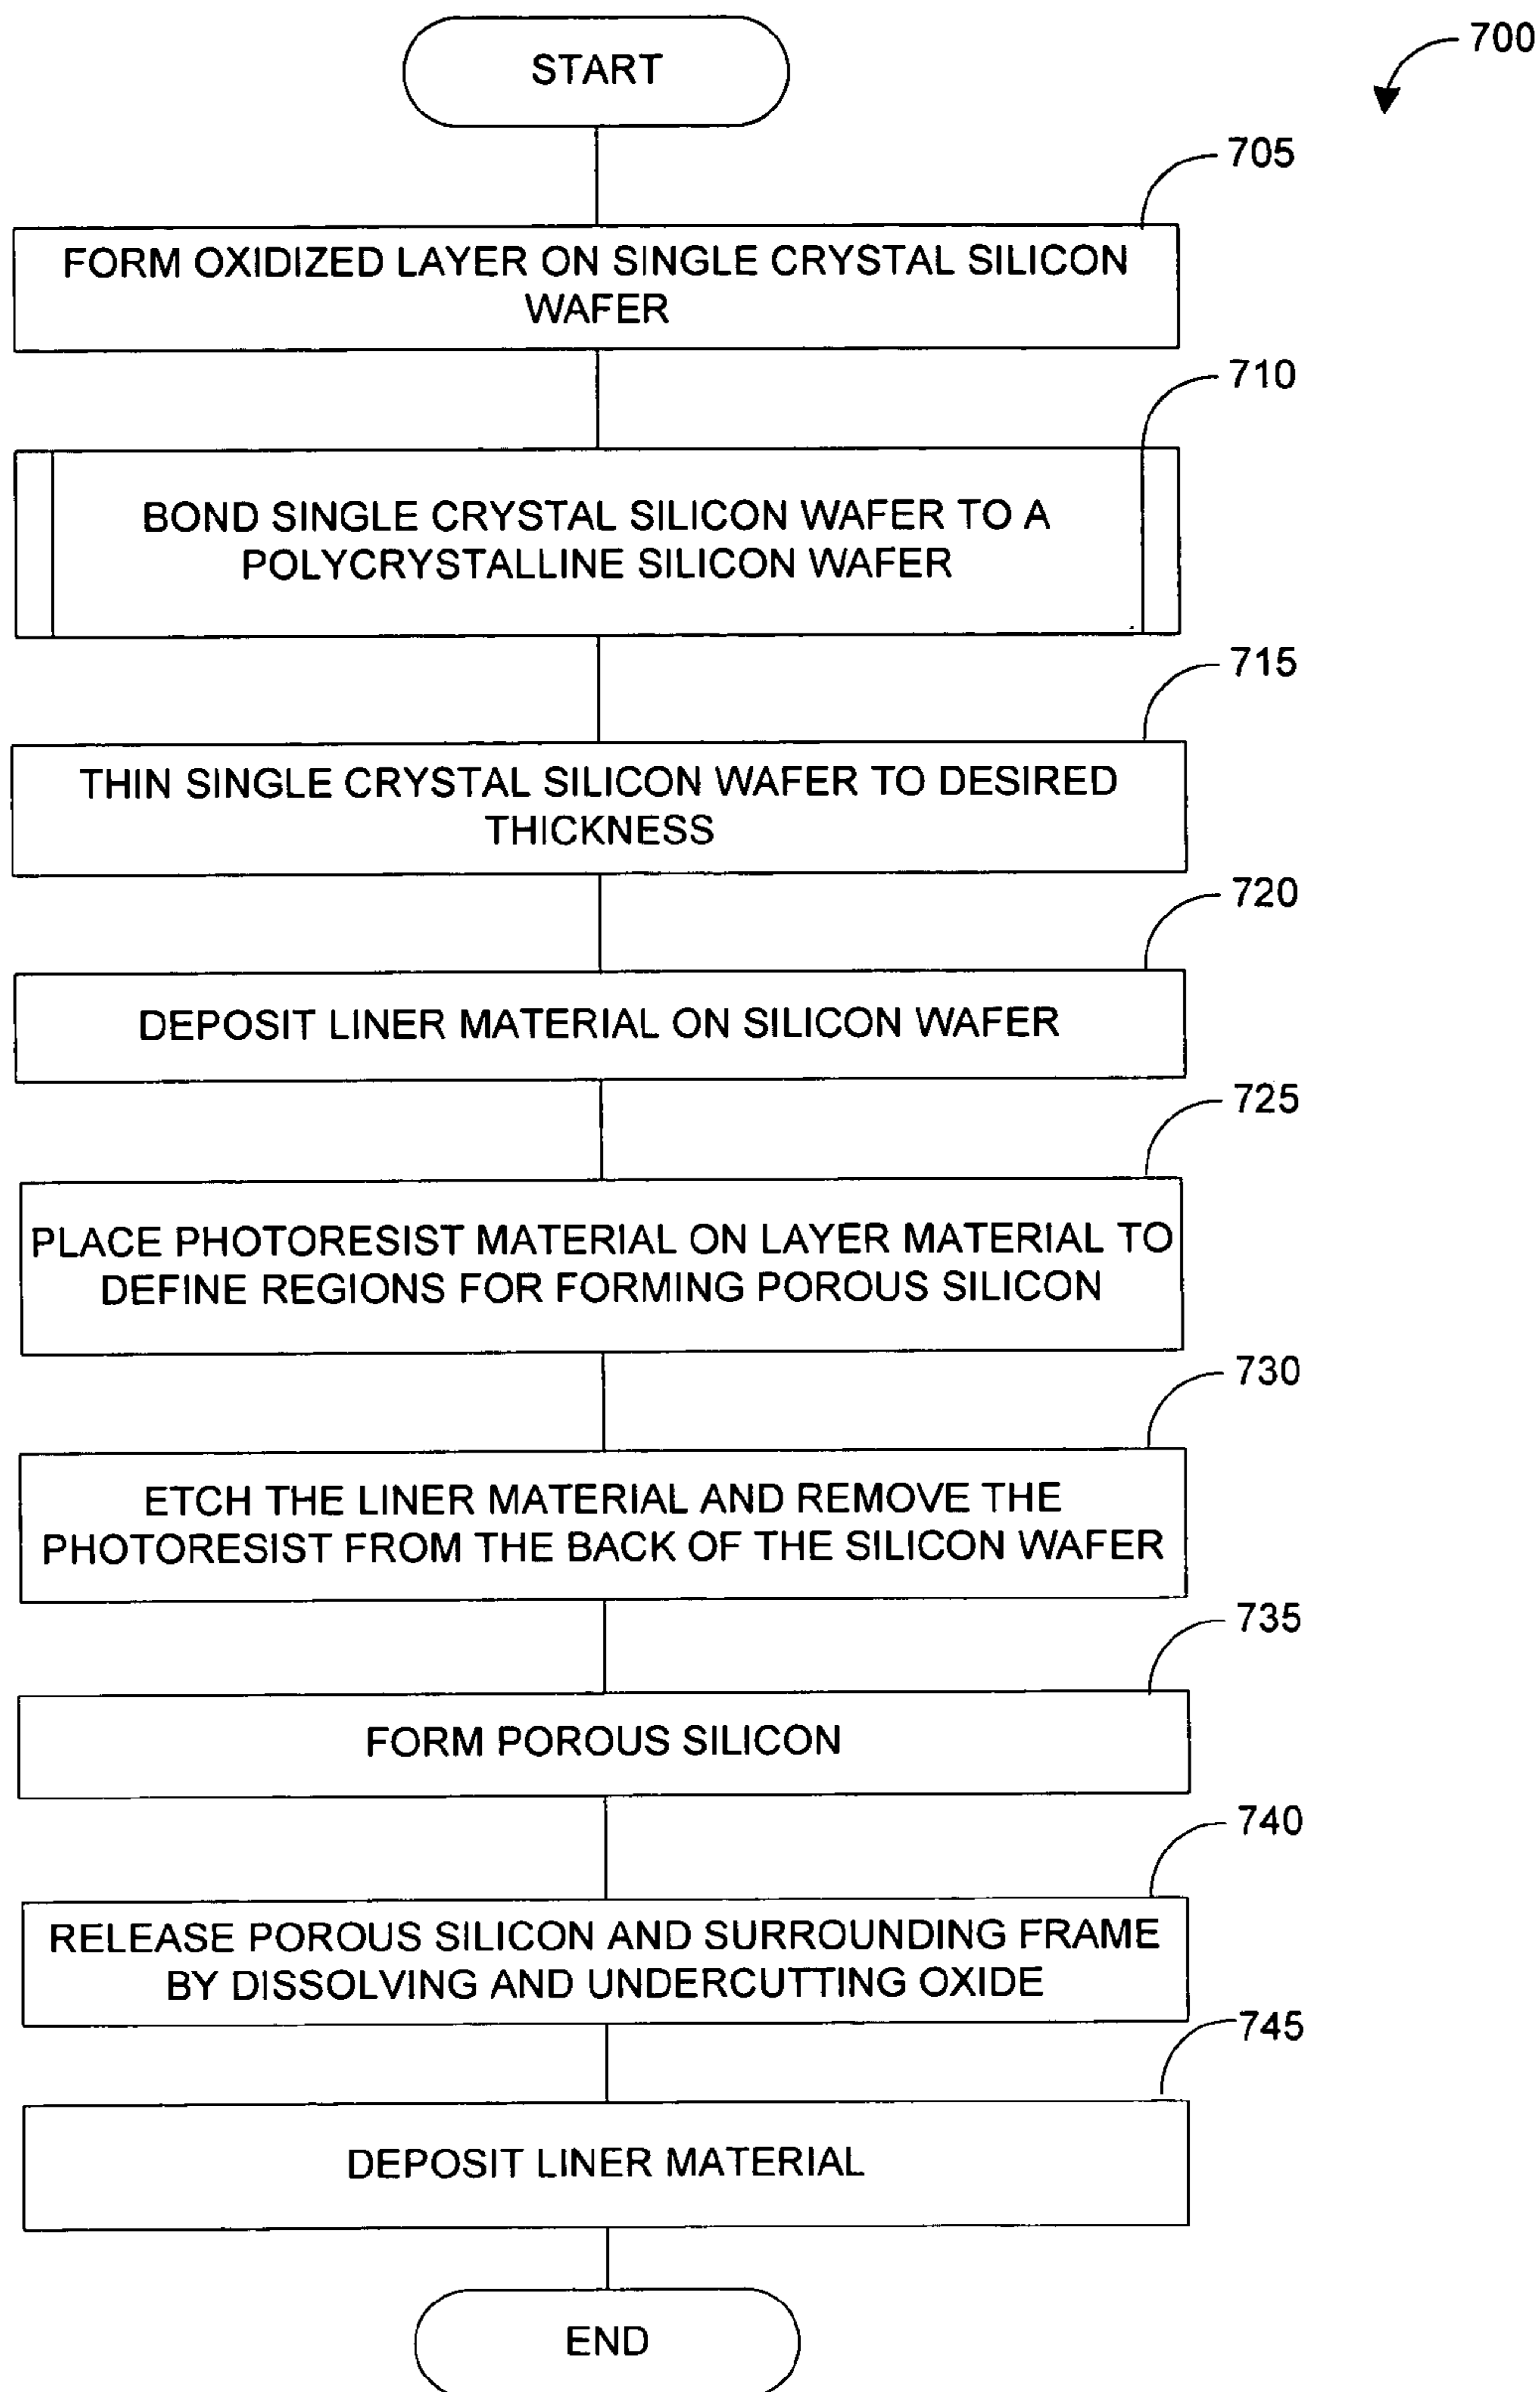 START
700
705
FORM OXIDIZED LAYER ON SINGLE CRYSTAL SILICON
WAFER
710
BOND SINGLE CRYSTAL SILICON WAFER TO A
POLYCRYSTALLINE SILICON WAFER
715
THIN SINGLE CRYSTAL SILICON WAFER TO DESIRED
THICKNESS
720
DEPOSIT LINER MATERIAL ON SILICON WAFER
725
PLACE PHOTORESIST MATERIAL ON LAYER MATERIAL TO
DEFINE REGIONS FOR FORMING POROUS SILICON
730
ETCH THE LINER MATERIAL AND REMOVE THE
PHOTORESIST FROM THE BACK OF THE SILICON WAFER
735
FORM POROUS SILICON
740
RELEASE POROUS SILICON AND SURROUNDING FRAME
BY DISSOLVING AND UNDERCUTTING OXIDE
745
DEPOSIT LINER MATERIAL
END